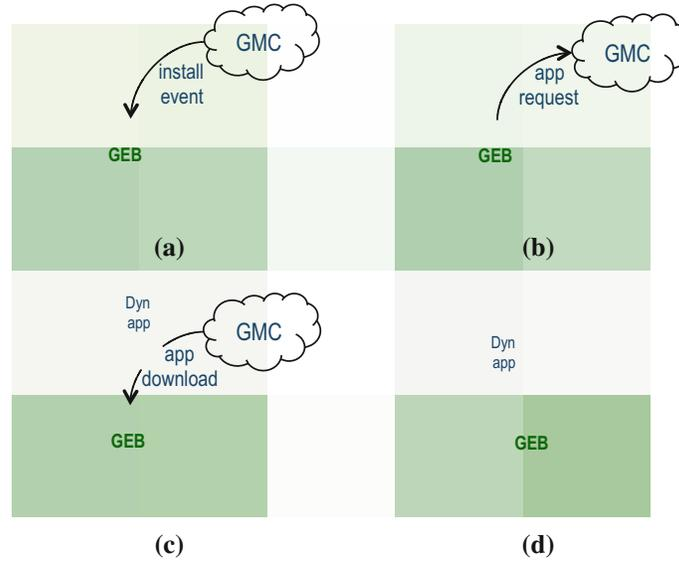 GMC
install
event
GEB
(a)
GMC
app
request
GEB
(b)
Dyn
app
GMC
app
download
GEB
(c)
Dyn
app
GEB
(d)